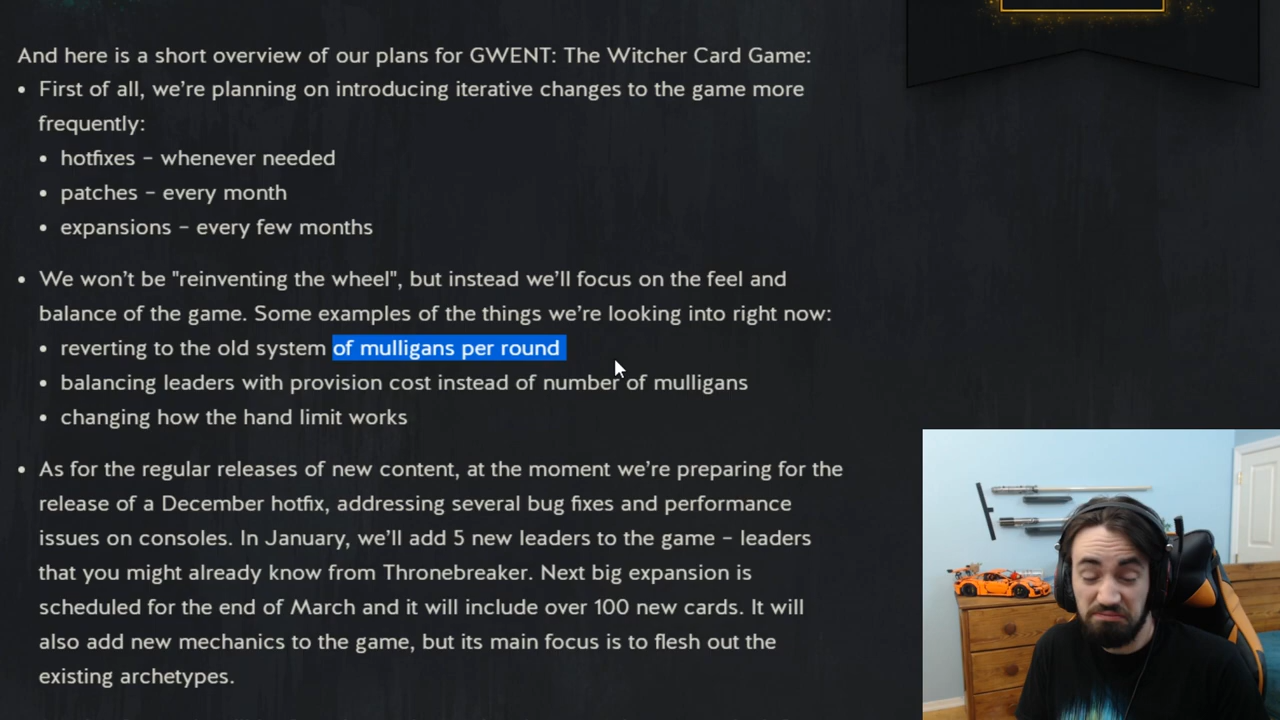 And here is a short overview of our plans for GWENT: The Witcher Card Game:
• First of all, we're planning on introducing iterative changes to the game more
frequently:
• hotfixes – whenever needed
• patches – every month
• expansions – every few months
• We won't be "reinventing the wheel", but instead we'll focus on the feel and
balance of the game. Some examples of the things we're looking into right now:
• reverting to the old system of mulligans per round
• balancing leaders with provision cost instead of number of mulligans
• changing how the hand limit works
• As for the regular releases of new content, at the moment we're preparing for the
release of a December hotfix, addressing several bug fixes and performance
issues on consoles. In January, we'll add 5 new leaders to the game – leaders
that you might already know from Thronebreaker. Next big expansion is
scheduled for the end of March and it will include over 100 new cards. It will
also add new mechanics to the game, but its main focus is to flesh out the
existing archetypes.